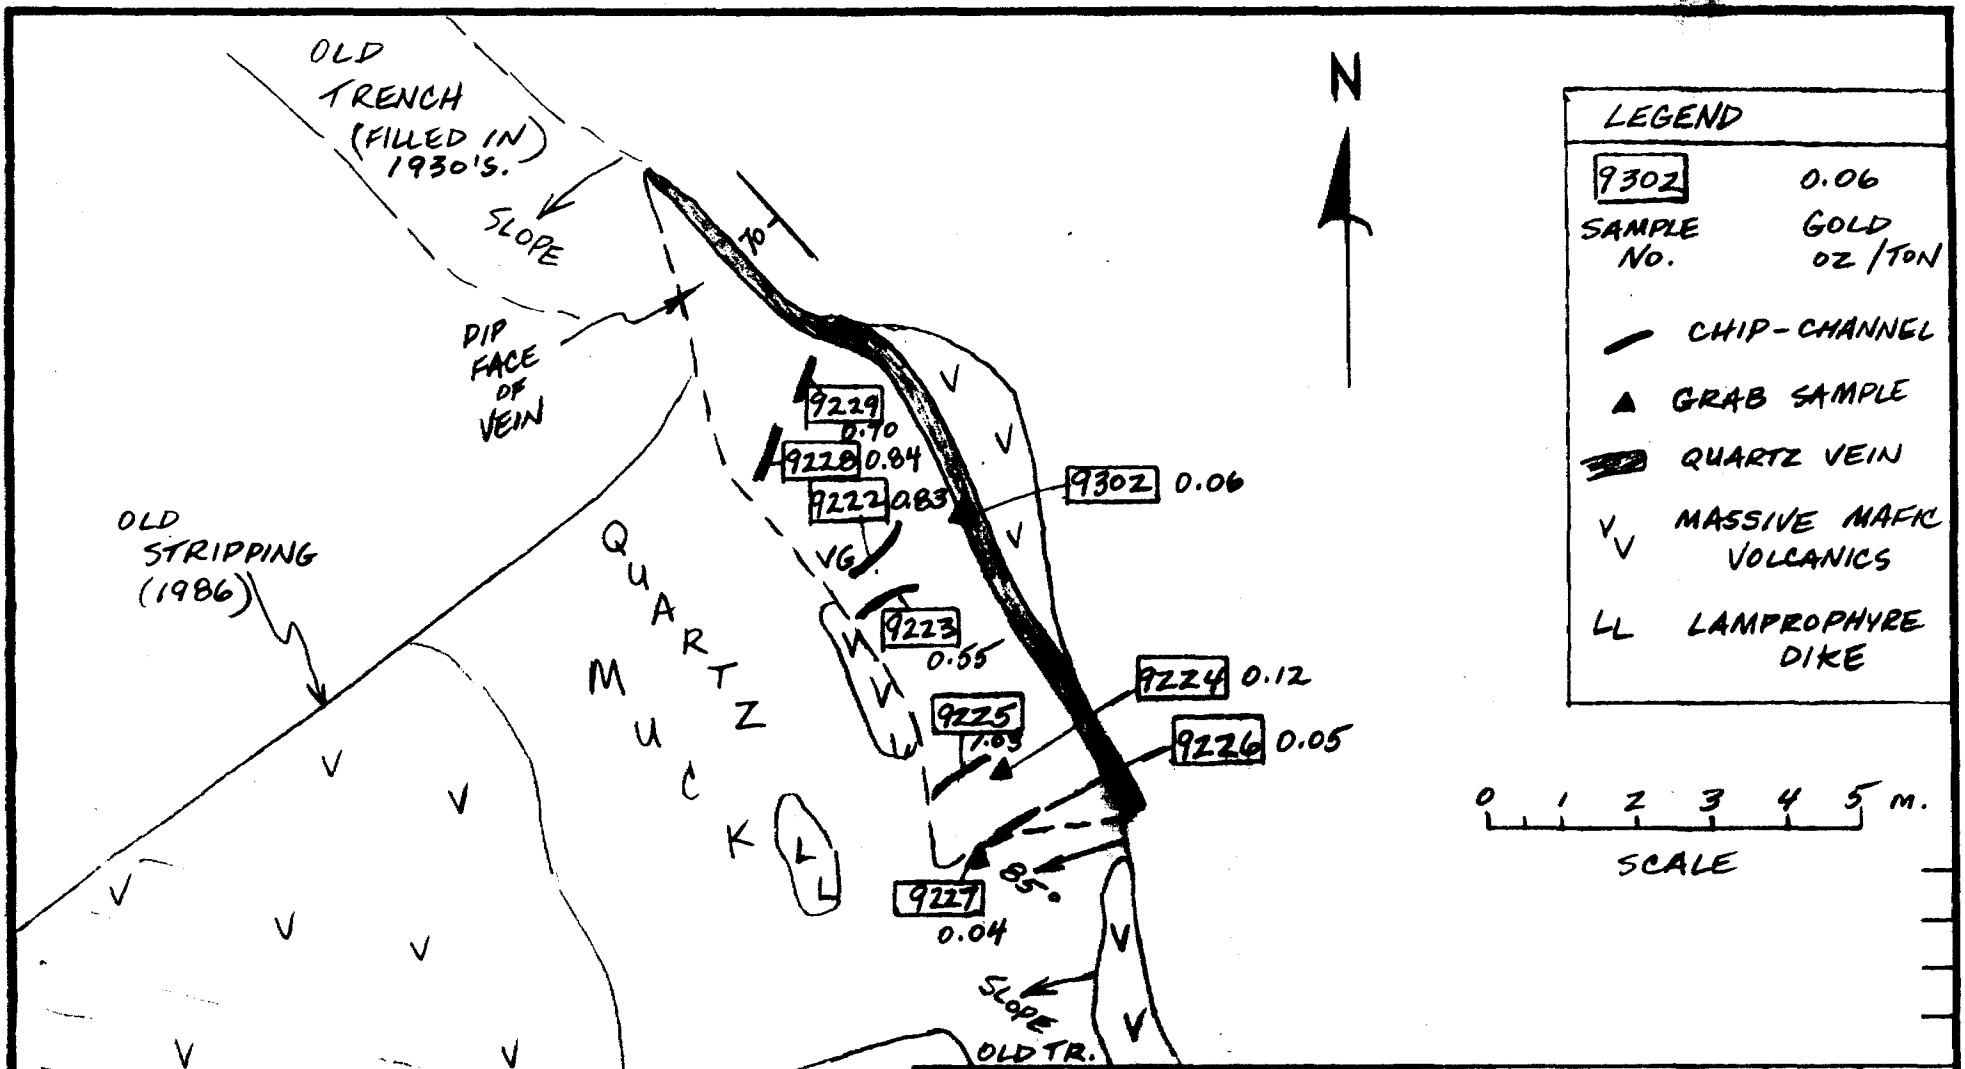 OLD
TRENCH
(FILLED IN)
1930'S.
SLOPE
70
DIP
FACE
OF
VEIN
N
LEGEND
9302 0.06
SAMPLE GOLD
NO. OZ/TON
CHIP-CHANNEL
GRAB SAMPLE
QUARTZ VEIN
V V MASSIVE MAFIC
VOLCANICS
LL LAMPROPHYRE
DIKE
V
V
V
9229
0.70
9228 0.84
9222 0.83
VG
9302 0.06
9223
0.55
9224 0.12
9225
1.03
9226 0.05
9227
0.04
85°
OLD
STRIPPING
(1986)
QUARTZ
MUCK
V
V
L
L
L
V
V
V
V
V
V
V
0 1 2 3 4 5 m.
SCALE
V
V
SLOPE
OLD TR.